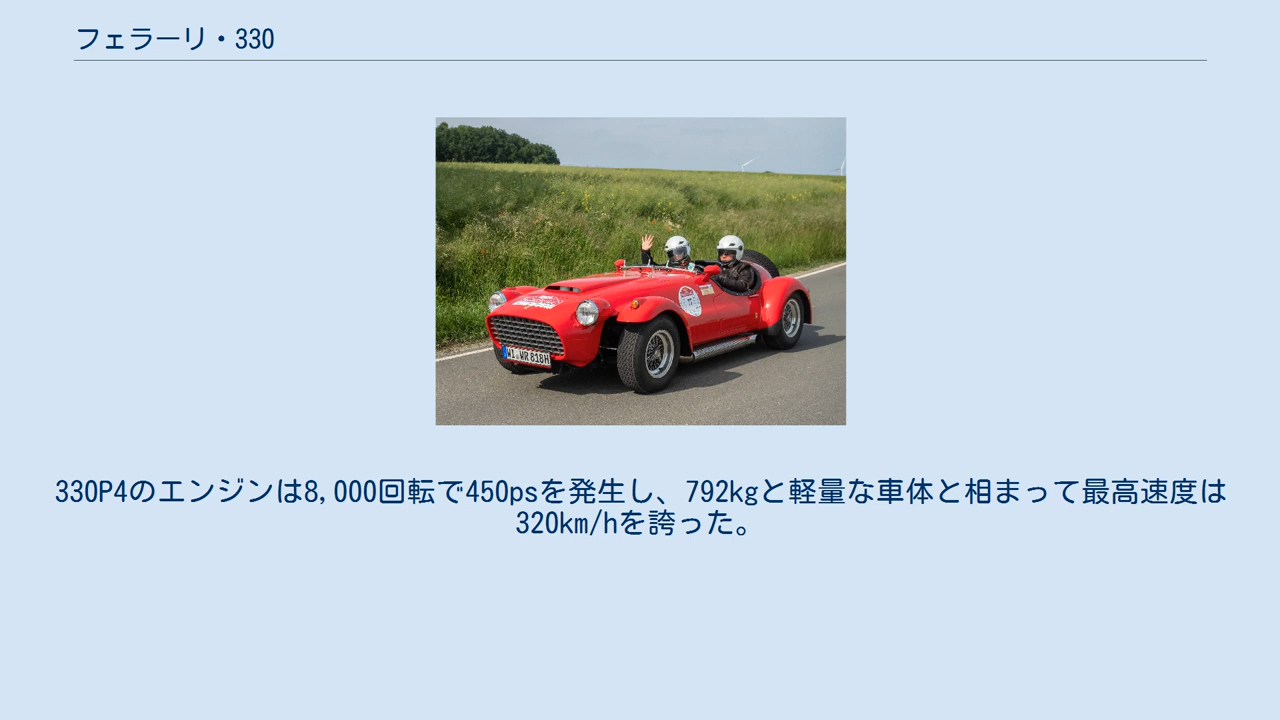 フェラーリ・330
WI WR 818H
330P4のエンジンは8,000回転で450psを発生し、792kgと軽量な車体と相まって最高速度は
320km/hを誇った。